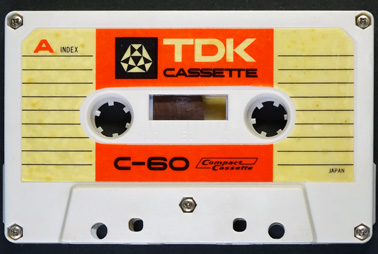 A INDEX
TDK
CASSETTE
C-60 Compact Cassette
JAPAN